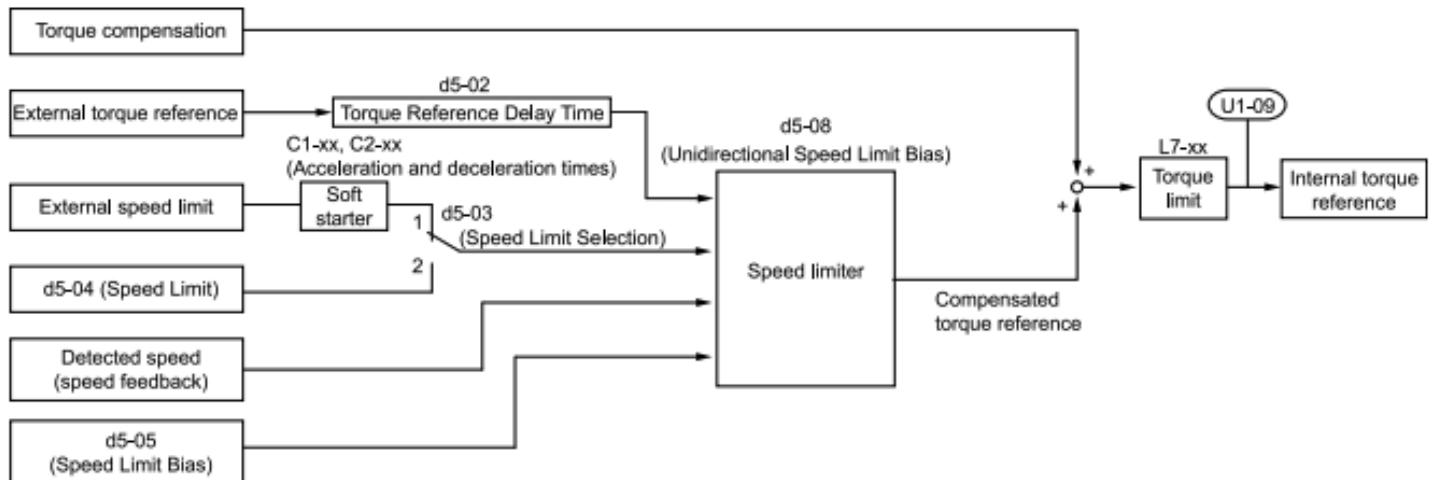 Torque compensation
d5-02
External torque reference
Torque Reference Delay Time
U1-09
d5-08
(Unidirectional Speed Limit Bias)
C1-xx, C2-xx
(Acceleration and deceleration times)
L7-xx
+
Torque
limit
Internal torque
reference
External speed limit
Soft
starter
1
d5-03
(Speed Limit Selection)
+
2
d5-04 (Speed Limit)
Speed limiter
Compensated
torque reference
Detected speed
(speed feedback)
d5-05
(Speed Limit Bias)